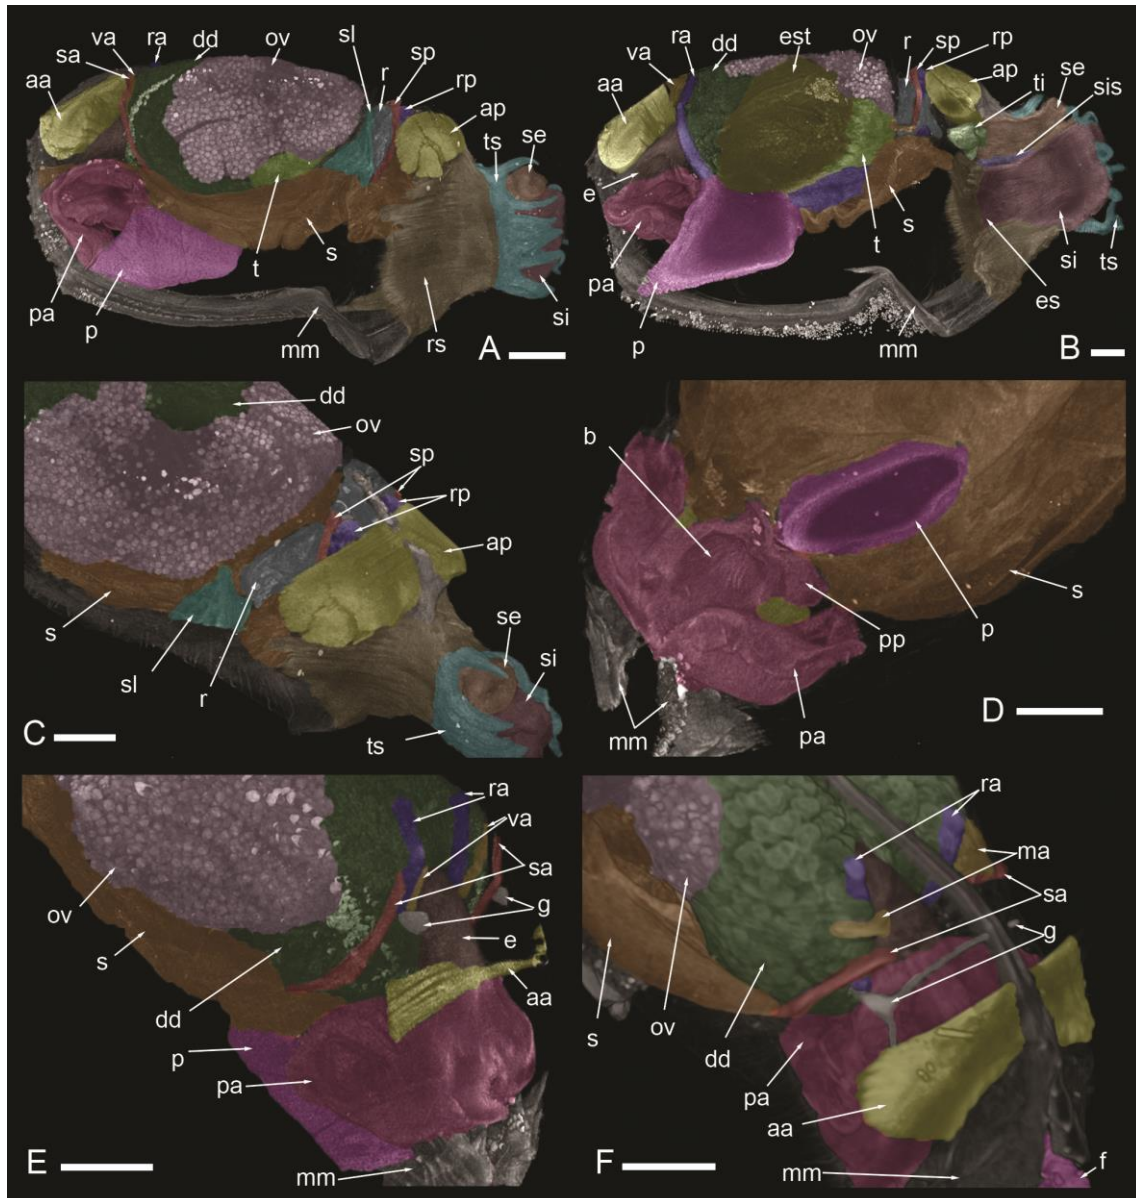 va ra dd ov sl r sp
sa rp
aa ap
ts se
pa p t s mm rs si
A
ra dd est ov r sp rp
va ap
aa ti se
sis
e
pa
p t s mm es si ts
B
dd
ov
sp
rp
ap
s
sl r se
si
ts
C
b
s
p
pp
pa
mm
D
ra
va
sa
g
e
aa
ov
s
dd
p
pa
mm
E
ra
ma
sa
g
s
ov
dd
pa
aa
mm
f
F